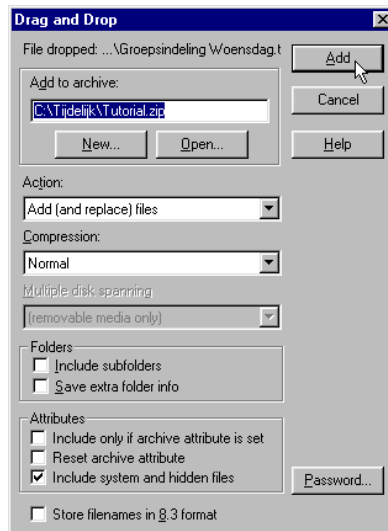 Drag and Drop
File dropped: ...\Groepsindeling Woensdag.t
Add
Add to archive:
C:\Tijdelijk\Tutorial.zip
Cancel
New...
Open...
Help
Action:
Add (and replace) files
Compression:
Normal
Multiple disk spanning
(removable media only)
Folders
Include subfolders
Save extra folder info
Attributes
Include only if archive attribute is set
Reset archive attribute
Include system and hidden files
Password...
Store filenames in 8.3 format